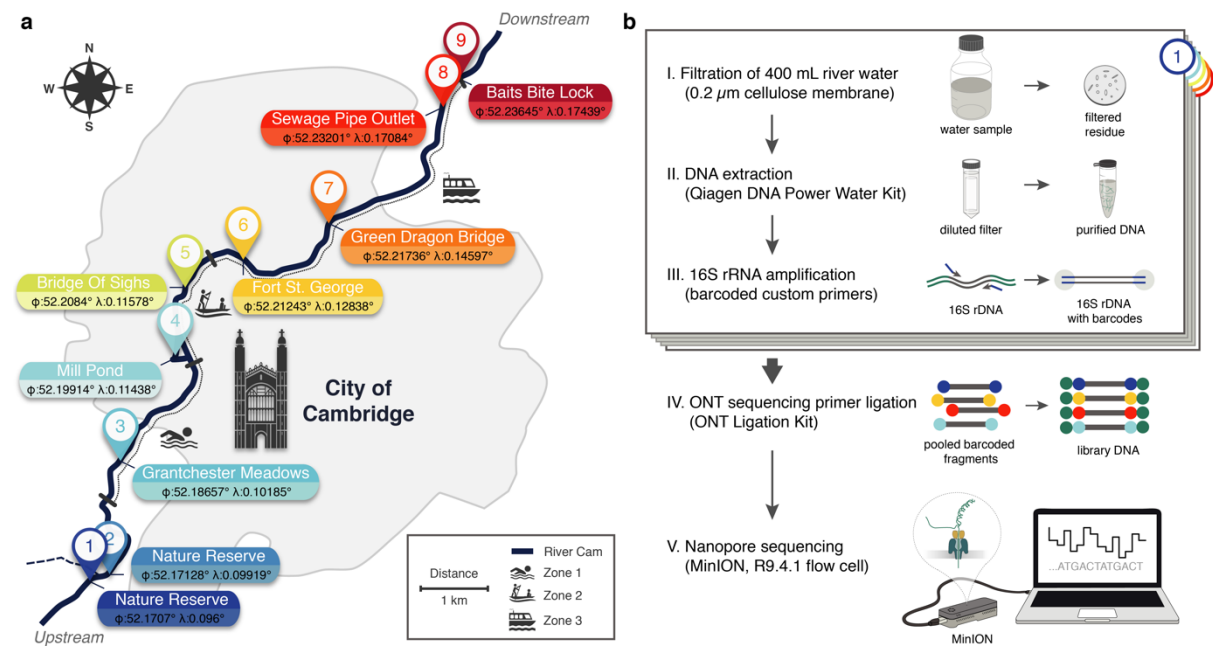 a
Downstream
N
W E
S
9
8
Baits Bite Lock
φ:52.23645° λ:0.17439°
Sewage Pipe Outlet
φ:52.23201° λ:0.17084°
7
6
Green Dragon Bridge
φ:52.21736° λ:0.14597°
5
Bridge Of Sighs
φ:52.2084° λ:0.11578°
Fort St. George
φ:52.21243° λ:0.12838°
4
Mill Pond
φ:52.19914° λ:0.11438°
City of
Cambridge
3
Grantchester Meadows
φ:52.18657° λ:0.10185°
1
2
Nature Reserve
φ:52.17128° λ:0.09919°
Nature Reserve
φ:52.1707° λ:0.096°
Upstream
Distance
1 km
River Cam
Zone 1
Zone 2
Zone 3
b
1
I. Filtration of 400 mL river water
(0.2 µm cellulose membrane)
water sample
filtered
residue
II. DNA extraction
(Qiagen DNA Power Water Kit)
diluted filter
purified DNA
III. 16S rRNA amplification
(barcoded custom primers)
16S rDNA
16S rDNA
with barcodes
IV. ONT sequencing primer ligation
(ONT Ligation Kit)
pooled barcoded
fragments
library DNA
V. Nanopore sequencing
(MinION, R9.4.1 flow cell)
...ATGACTATGACT
MinION